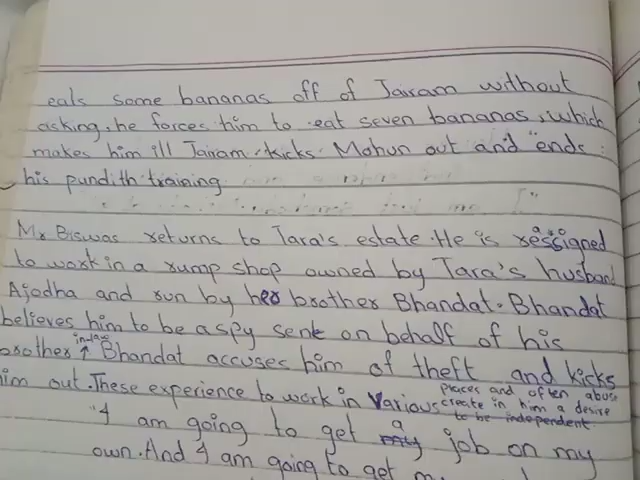 eals some bananas off of Jairam without
asking, he forces him to eat seven bananas, which
makes him ill Jairam kicks Mohun out and ends
his pundith training
Mr Biswas returns to Tara's estate. He is reassigned
to work in a rump shop owned by Tara's husband
Ajodha and run by her brother Bhandat. Bhandat
believes him to be a spy sent on behalf of his
brother in-law Bhandat accuses him of theft and kicks
im out. These experience to work in various places and often abuse
create in him a desire
to be independent.
"I am going to get a job on my
own. And I am going to get